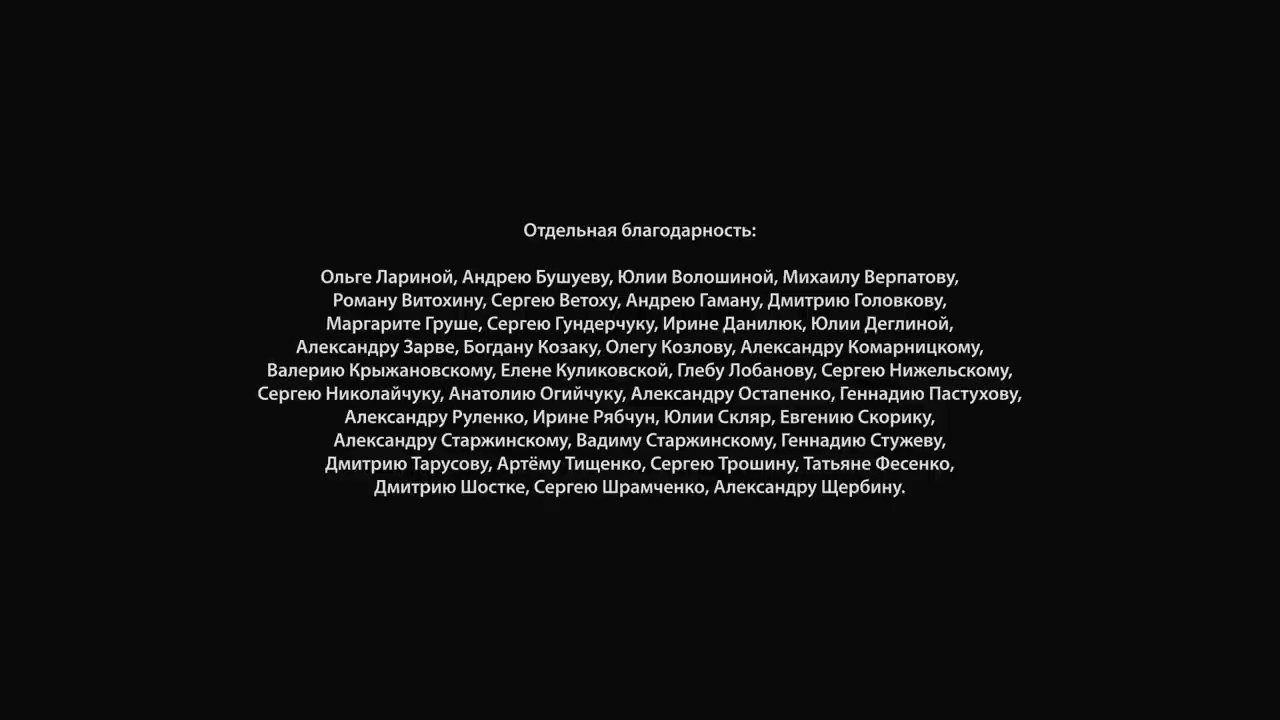 Отдельная благодарность:
Ольге Лариной, Андрею Бушуеву, Юлии Волошиной, Михаилу Верпатову,
Роману Витохину, Сергею Ветоху, Андрею Гаману, Дмитрию Головкову,
Маргарите Груше, Сергею Гундерчуку, Ирине Данилюк, Юлии Деглиной,
Александру Зарве, Богдану Козаку, Олегу Козлову, Александру Комарницкому,
Валерию Крыжановскому, Елене Куликовской, Глебу Лобанову, Сергею Нижельскому,
Сергею Николайчуку, Анатолию Огийчуку, Александру Остапенко, Геннадию Пастухову,
Александру Руленко, Ирине Рябчун, Юлии Скляр, Евгению Скорику,
Александру Старжинскому, Вадиму Старжинскому, Геннадию Стужеву,
Дмитрию Тарусову, Артёму Тищенко, Сергею Трошину, Татьяне Фесенко,
Дмитрию Шостке, Сергею Шрамченко, Александру Щербину.